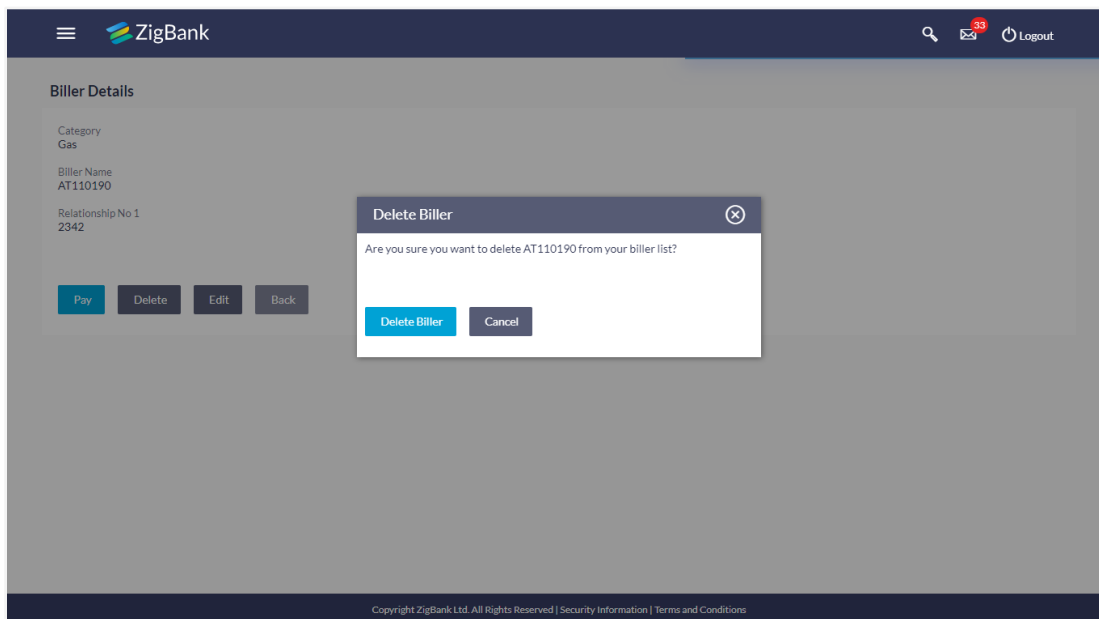 ZigBank
33
Logout
Biller Details
Category
Gas
Biller Name
AT110190
Relationship No 1
2342
Pay Delete Edit Back
Delete Biller
Are you sure you want to delete AT110190 from your biller list?
Delete Biller Cancel
Copyright ZigBank Ltd. All Rights Reserved | Security Information | Terms and Conditions